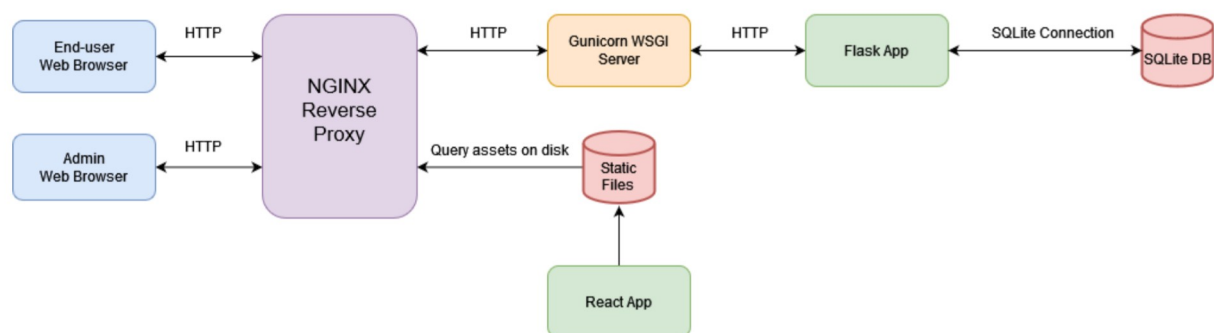 End-user
Web Browser
HTTP
NGINX
Reverse
Proxy
HTTP
Gunicorn WSGI
Server
HTTP
Flask App
SQLite Connection
SQLite DB
Admin
Web Browser
HTTP
Query assets on disk
Static
Files
React App